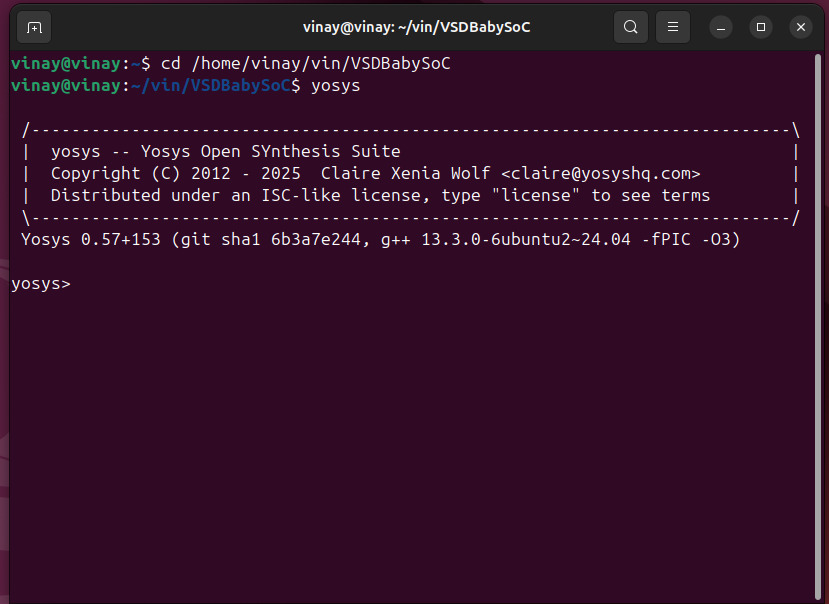 vinay@vinay: ~/vin/VSDBabySoC
vinay@vinay:~$ cd /home/vinay/vin/VSDBabySoC
vinay@vinay:~/vin/VSDBabySoC$ yosys
/----------------------------------------------------------------------------\
|  yosys -- Yosys Open SYnthesis Suite                                       |
|  Copyright (C) 2012 - 2025  Claire Xenia Wolf <claire@yosyshq.com>         |
|  Distributed under an ISC-like license, type "license" to see terms        |
\----------------------------------------------------------------------------/
Yosys 0.57+153 (git sha1 6b3a7e244, g++ 13.3.0-6ubuntu2~24.04 -fPIC -O3)
yosys>